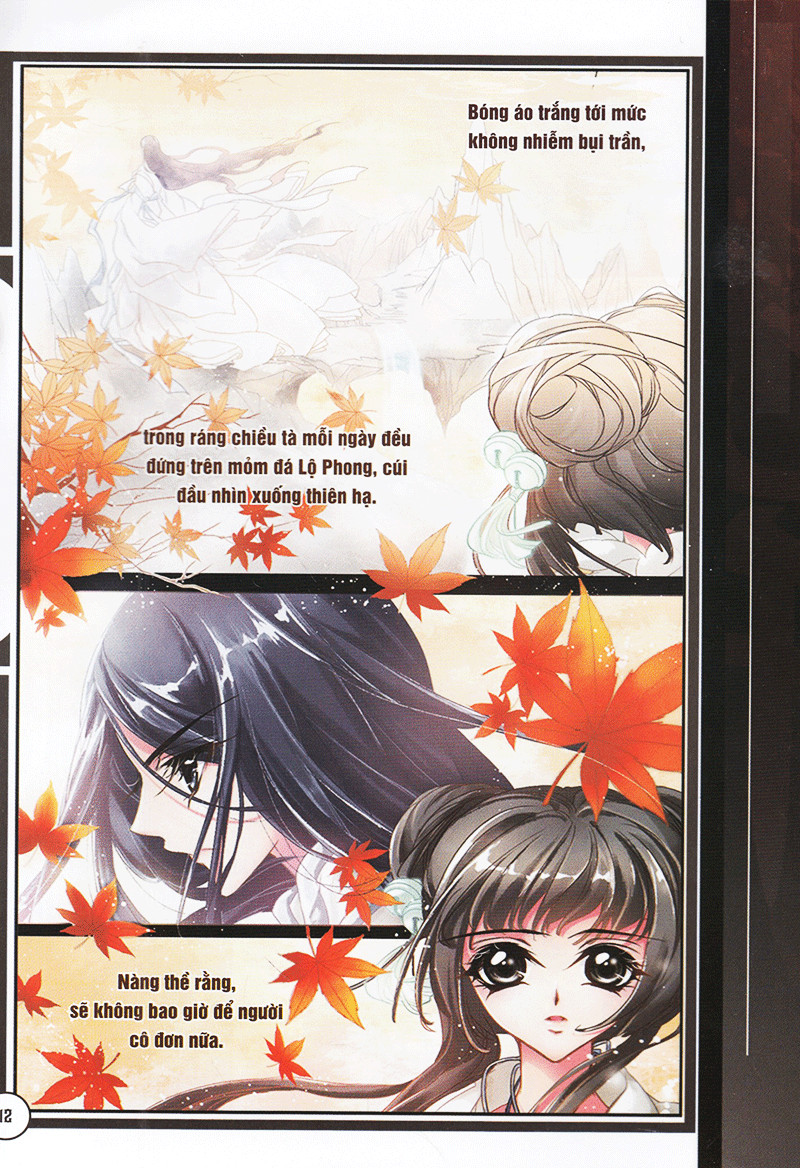 Bóng áo trắng tới mức
không nhiễm bụi trần,
trong ráng chiều tà mỗi ngày đều
đứng trên mỏm đá Lộ Phong, cúi
đầu nhìn xuống thiên hạ.
Nàng thề rằng,
sẽ không bao giờ để người
cô đơn nữa.
12